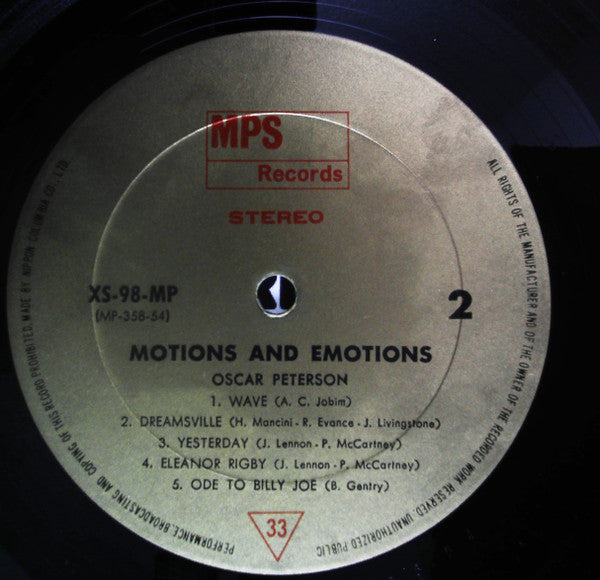 MPS
Records
STEREO
XS-98-MP
(MP-358-54)
2
MOTIONS AND EMOTIONS
OSCAR PETERSON
1. WAVE (A. C. Jobim)
2. DREAMSVILLE (H. Mancini - R. Evance - J. Livingstone)
3. YESTERDAY (J. Lennon - P. McCartney)
4. ELEANOR RIGBY (J. Lennon - P. McCartney)
5. ODE TO BILLY JOE (B. Gentry)
33
ALL RIGHTS OF THE MANUFACTURER AND OF THE OWNER OF THE RECORDED WORK RESERVED. UNAUTHORIZED PUBLIC
PERFORMANCE, BROADCASTING AND COPYING OF THIS RECORD PROHIBITED. MADE BY NIPPON COLUMBIA CO., LTD.